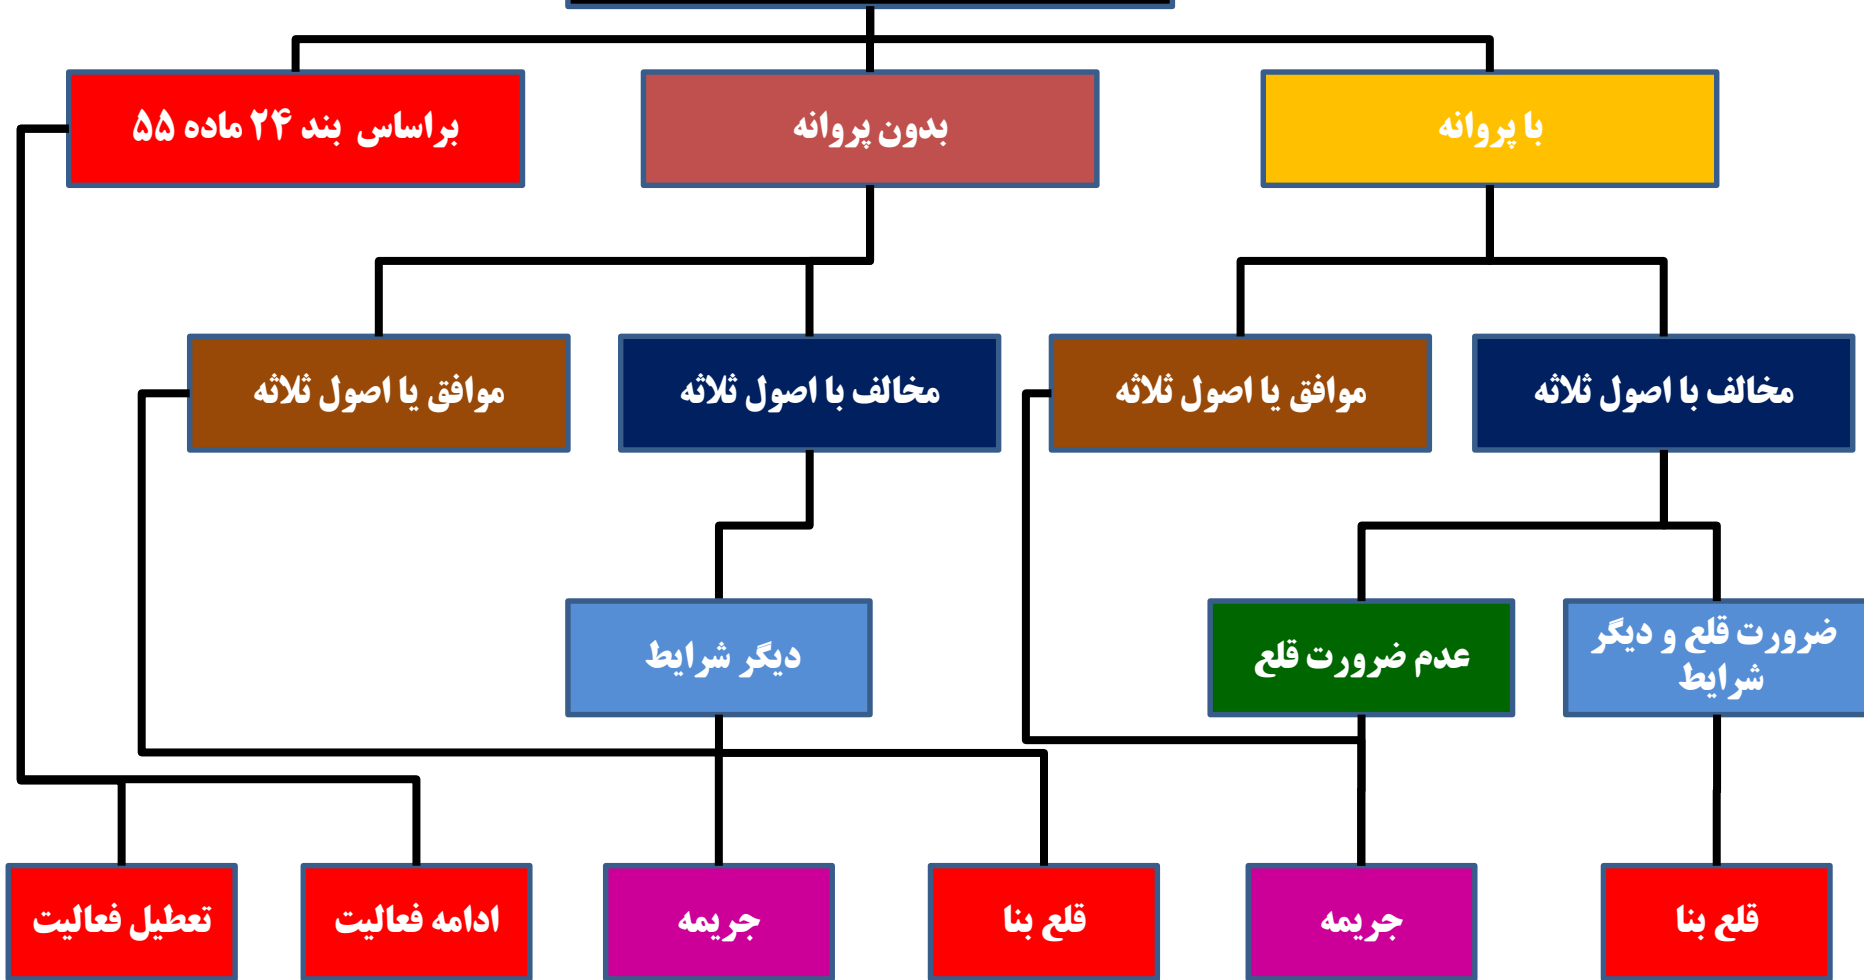 با پروانه
بدون پروانه
براساس بند ۲۴ ماده ۵۵
مخالف با اصول ثلاثه
موافق یا اصول ثلاثه
مخالف با اصول ثلاثه
موافق یا اصول ثلاثه
ضرورت قلع و دیگر
شرایط
عدم ضرورت قلع
دیگر شرایط
قلع بنا
جریمه
قلع بنا
جریمه
ادامه فعالیت
تعطیل فعالیت